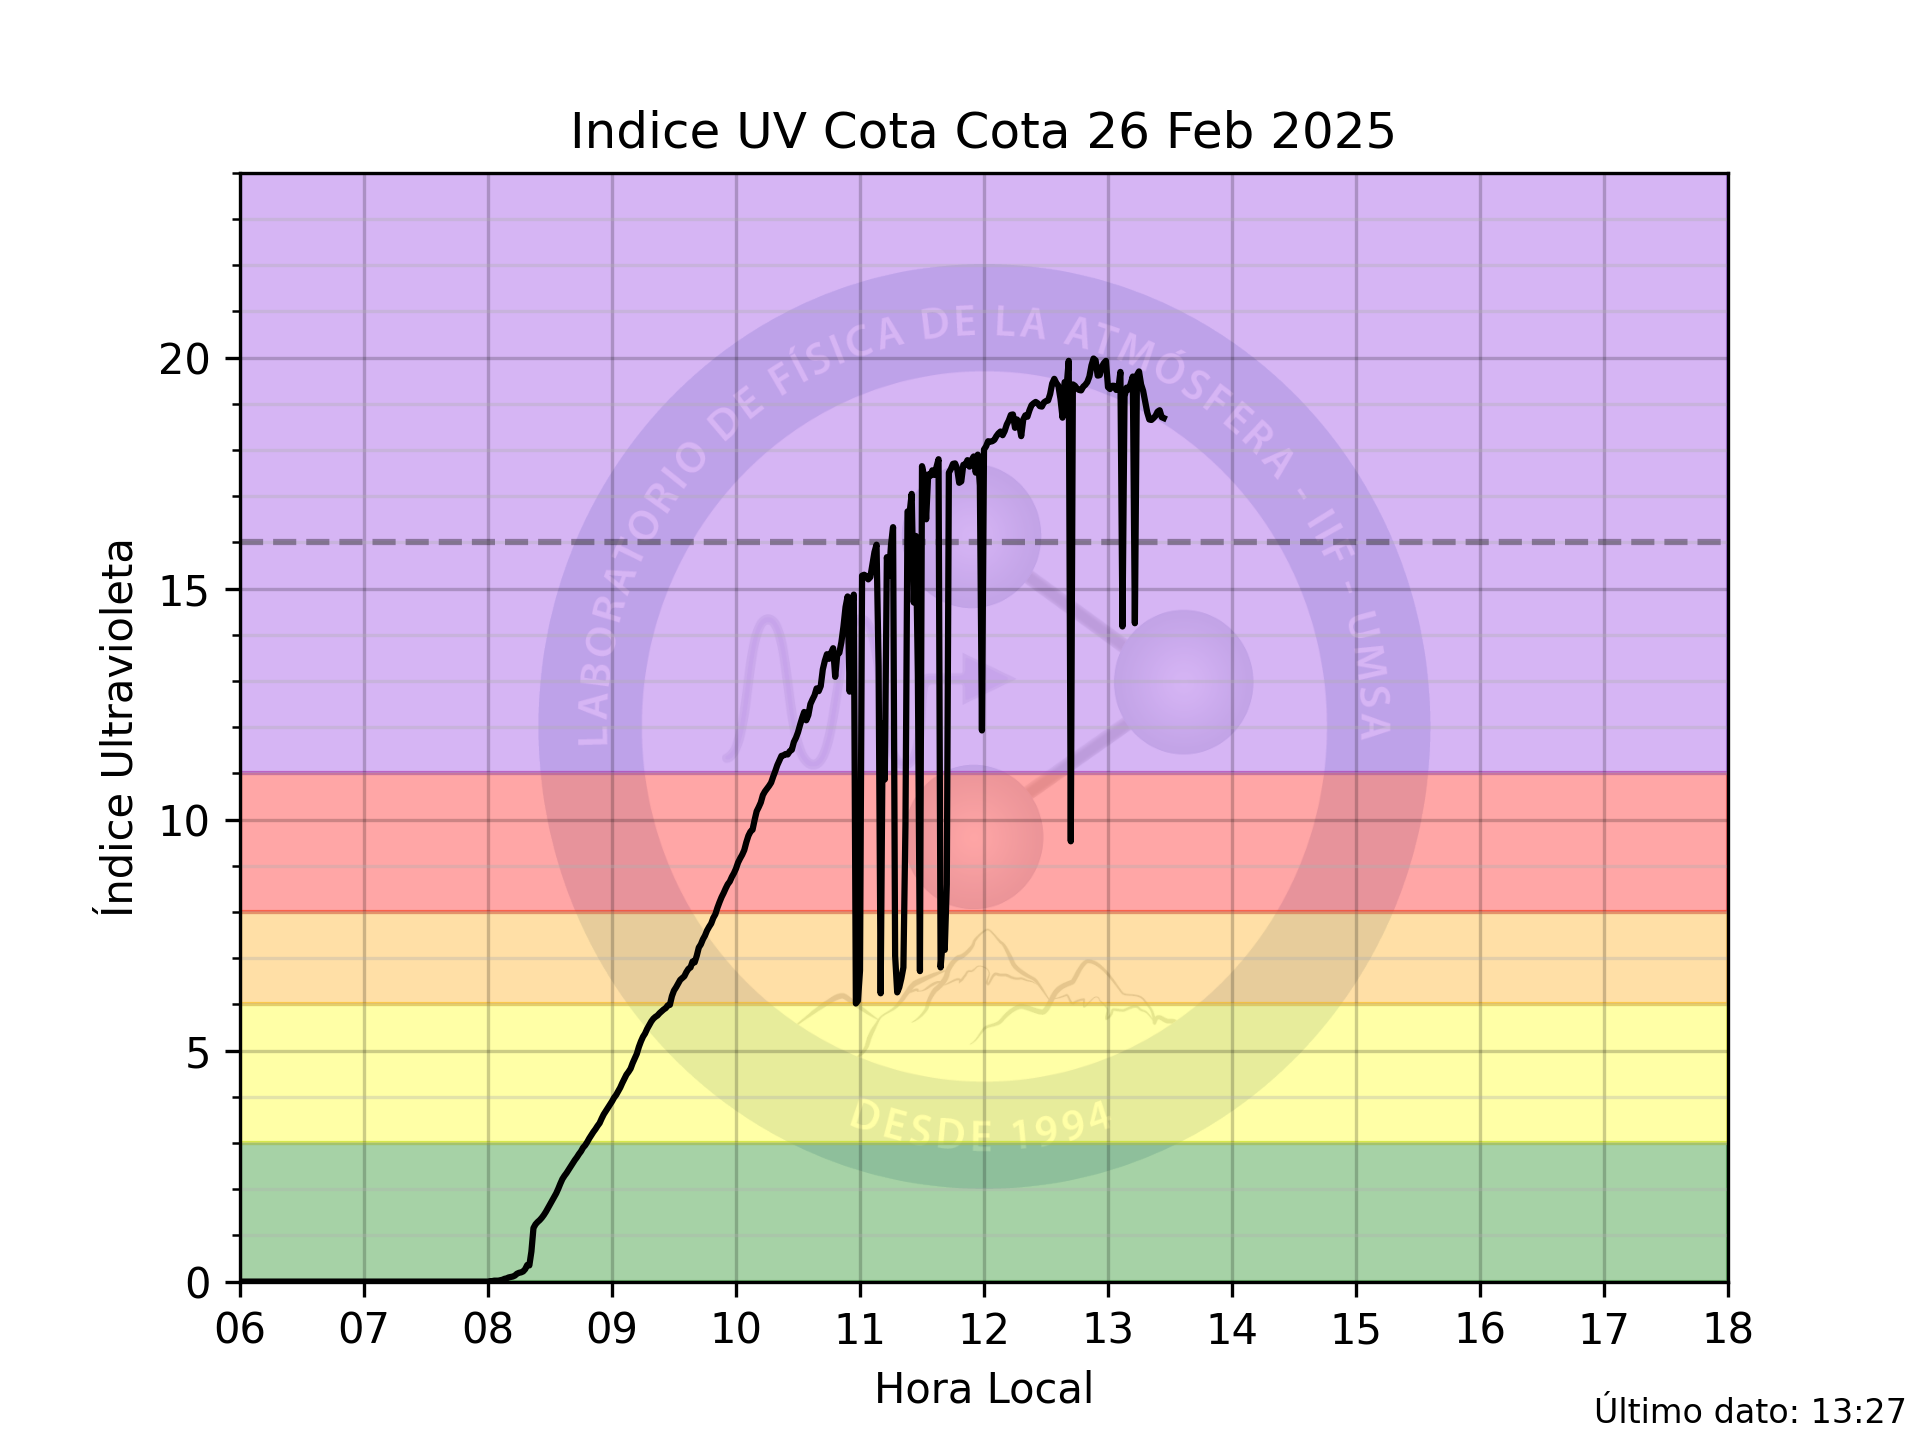 Indice UV Cota Cota 26 Feb 2025
Índice Ultravioleta
20
15
10
5
0
LABORATORIO DE FÍSICA DE LA ATMÓSFERA - IIF - UMSA
DESDE 1994
06 07 08 09 10 11 12 13 14 15 16 17 18
Hora Local
Último dato: 13:27